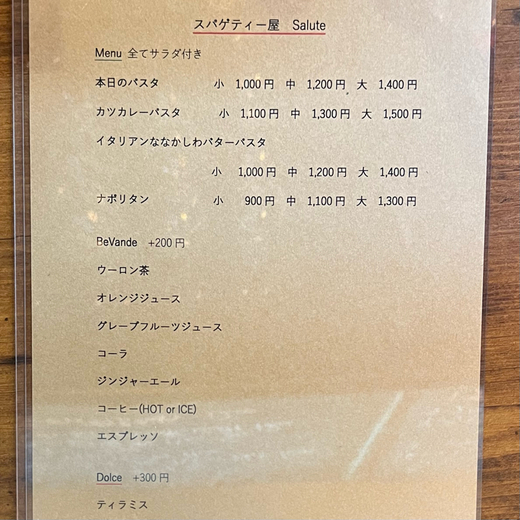 スパゲティー屋 Salute
Menu 全てサラダ付き
本日のパスタ 小 1,000円 中 1,200円 大 1,400円
カツカレーパスタ 小 1,100円 中 1,300円 大 1,500円
イタリアンななかしわバターパスタ
小 1,000円 中 1,200円 大 1,400円
ナポリタン 小 900円 中 1,100円 大 1,300円
BeVande +200円
ウーロン茶
オレンジジュース
グレープフルーツジュース
コーラ
ジンジャーエール
コーヒー(HOT or ICE)
エスプレッソ
Dolce +300円
ティラミス